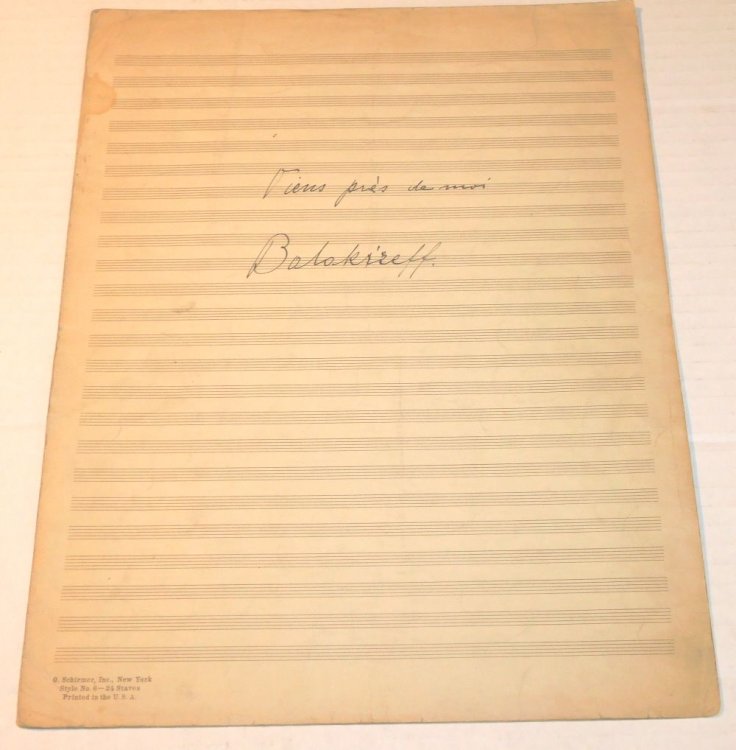 Viens près de moi
Balakireff.
G. Schirmer, Inc., New York
Style No. 6—24 Staves
Printed in the U. S. A.